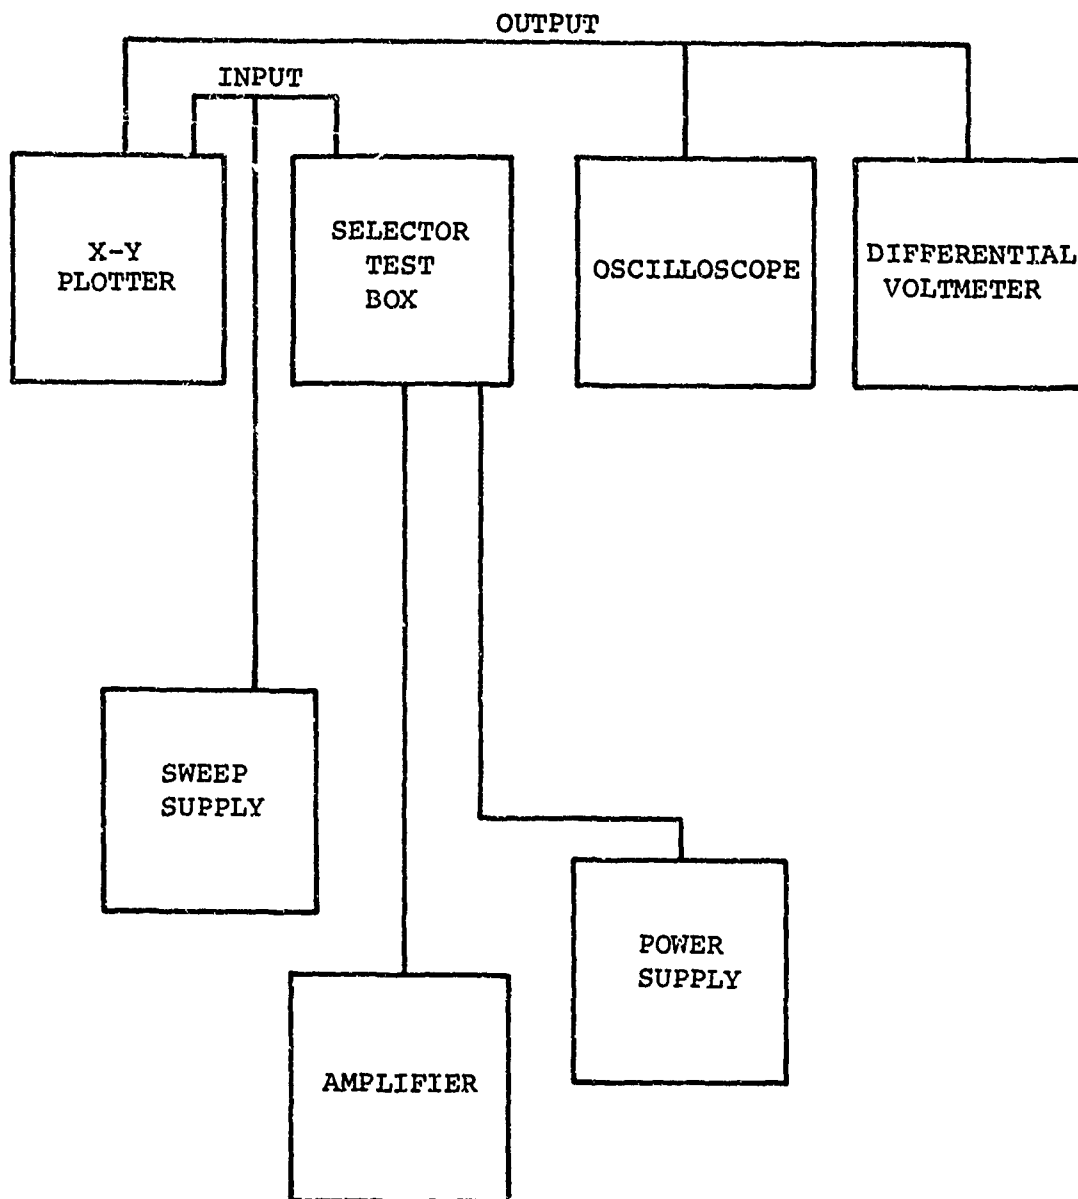 OUTPUT
INPUT
X-Y
PLOTTER
SELECTOR
TEST
BOX
OSCILLOSCOPE
DIFFERENTIAL
VOLTMETER
SWEEP
SUPPLY
POWER
SUPPLY
AMPLIFIER